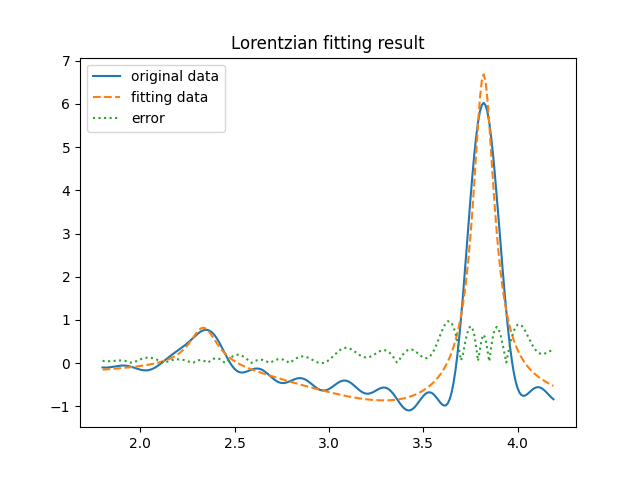 Lorentzian fitting result
original data
fitting data
error
7
6
5
4
3
2
1
0
−1
2.0 2.5 3.0 3.5 4.0